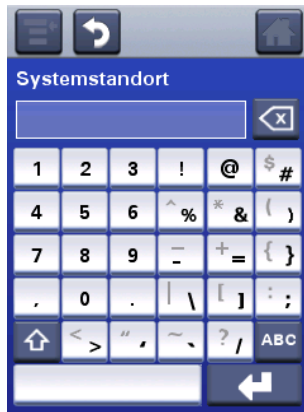 Systemstandort
1 2 3 ! @ $ #
4 5 6 ^ % * & ( )
7 8 9 _ - + = { }
, 0 . | \ [ ] : ;
< > " ' ~ ` ? / ABC